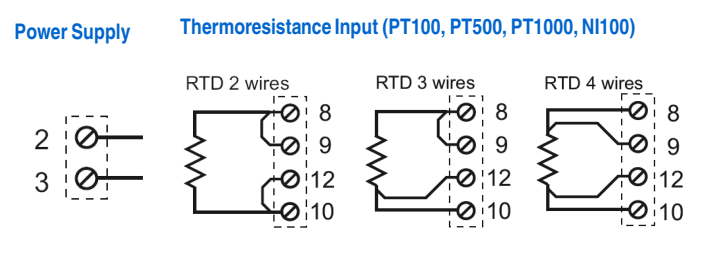 Power Supply
Thermoresistance Input (PT100, PT500, PT1000, NI100)
RTD 2 wires
RTD 3 wires
RTD 4 wires
2
3
8
9
12
10
8
9
12
10
8
9
12
10